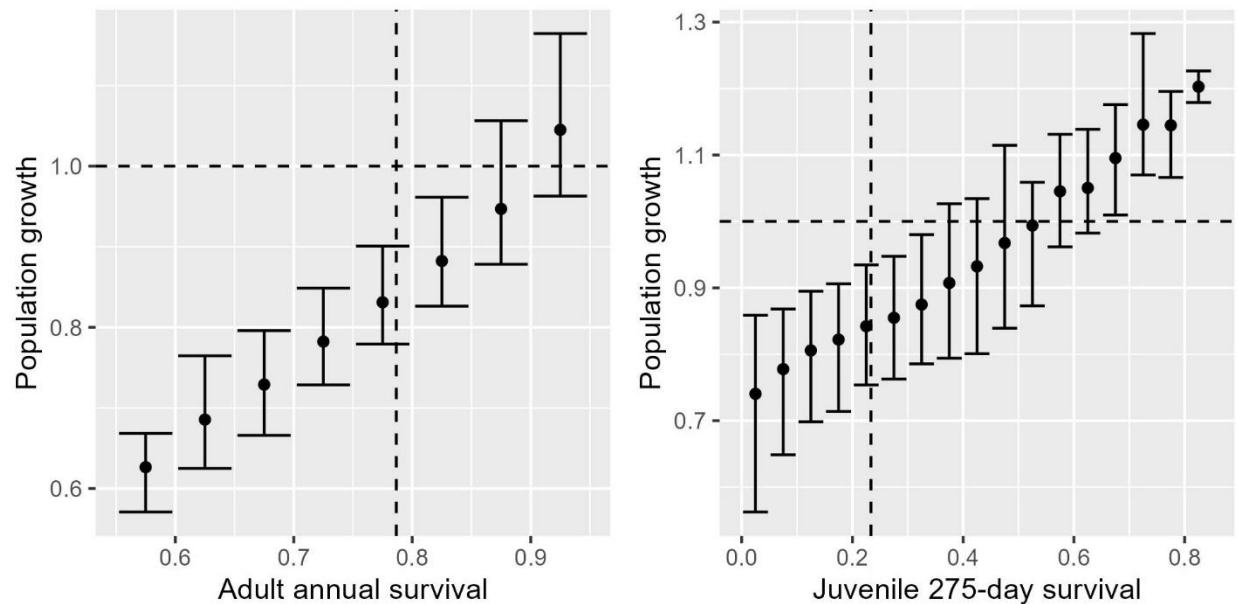 1.0
0.8
0.6
Population growth
0.6 0.7 0.8 0.9
Adult annual survival
1.3
1.1
0.9
0.7
Population growth
0.0 0.2 0.4 0.6 0.8
Juvenile 275-day survival